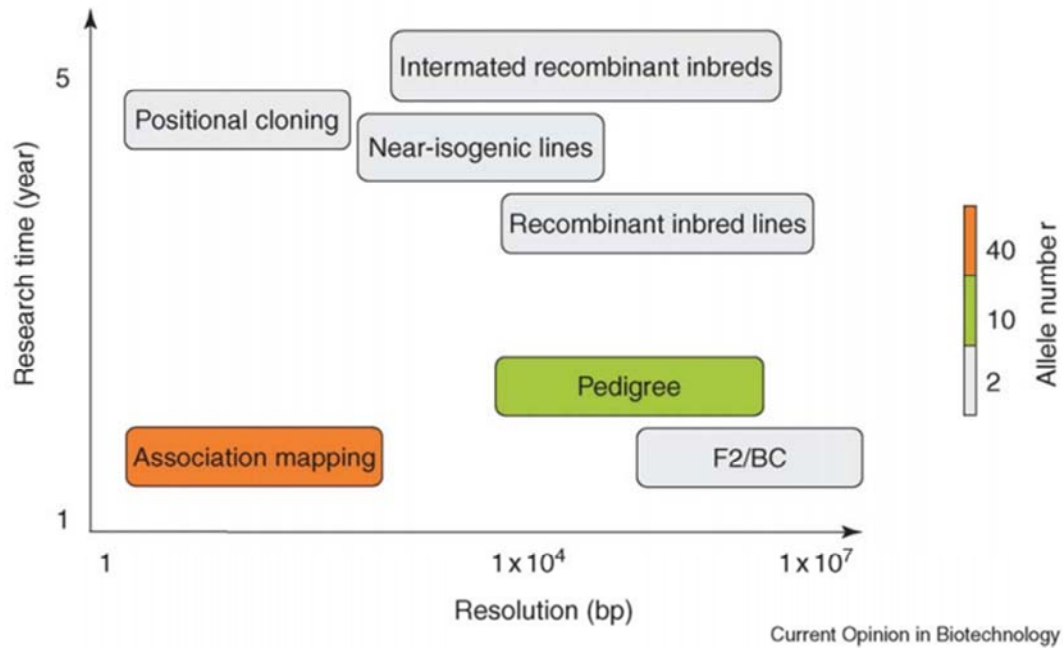 5
Intermated recombinant inbreds
Positional cloning
Near-isogenic lines
Recombinant inbred lines
Research time (year)
40
10
2
Allele number
Pedigree
Association mapping
F2/BC
1
1
1 x 10⁴
1 x 10⁷
Resolution (bp)
Current Opinion in Biotechnology